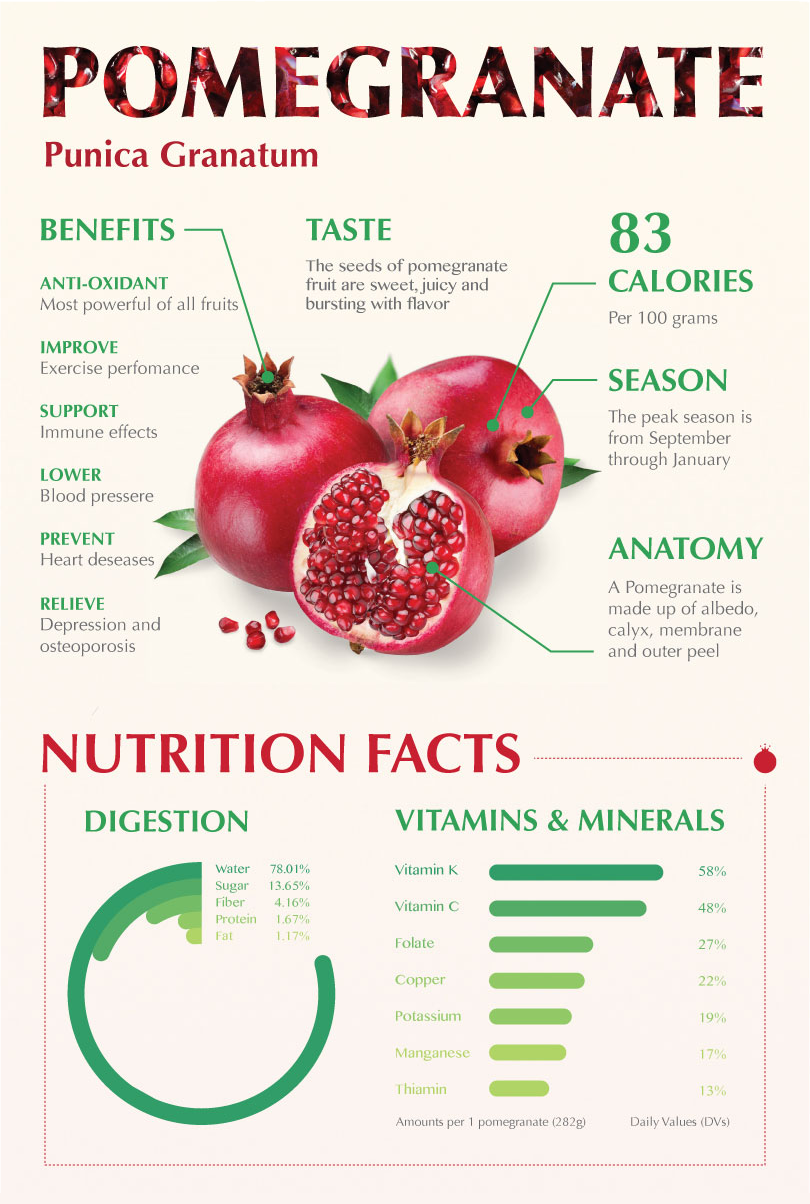 POMEGRANATE
Punica Granatum
BENEFITS
ANTI-OXIDANT
Most powerful of all fruits
IMPROVE
Exercise perfomance
SUPPORT
Immune effects
LOWER
Blood pressere
PREVENT
Heart deseases
RELIEVE
Depression and
osteoporosis
TASTE
The seeds of pomegranate
fruit are sweet, juicy and
bursting with flavor
83
CALORIES
Per 100 grams
SEASON
The peak season is
from September
through January
ANATOMY
A Pomegranate is
made up of albedo,
calyx, membrane
and outer peel
NUTRITION FACTS
DIGESTION
Water 78.01%
Sugar 13.65%
Fiber 4.16%
Protein 1.67%
Fat 1.17%
VITAMINS & MINERALS
Vitamin K 58%
Vitamin C 48%
Folate 27%
Copper 22%
Potassium 19%
Manganese 17%
Thiamin 13%
Amounts per 1 pomegranate (282g) Daily Values (DVs)